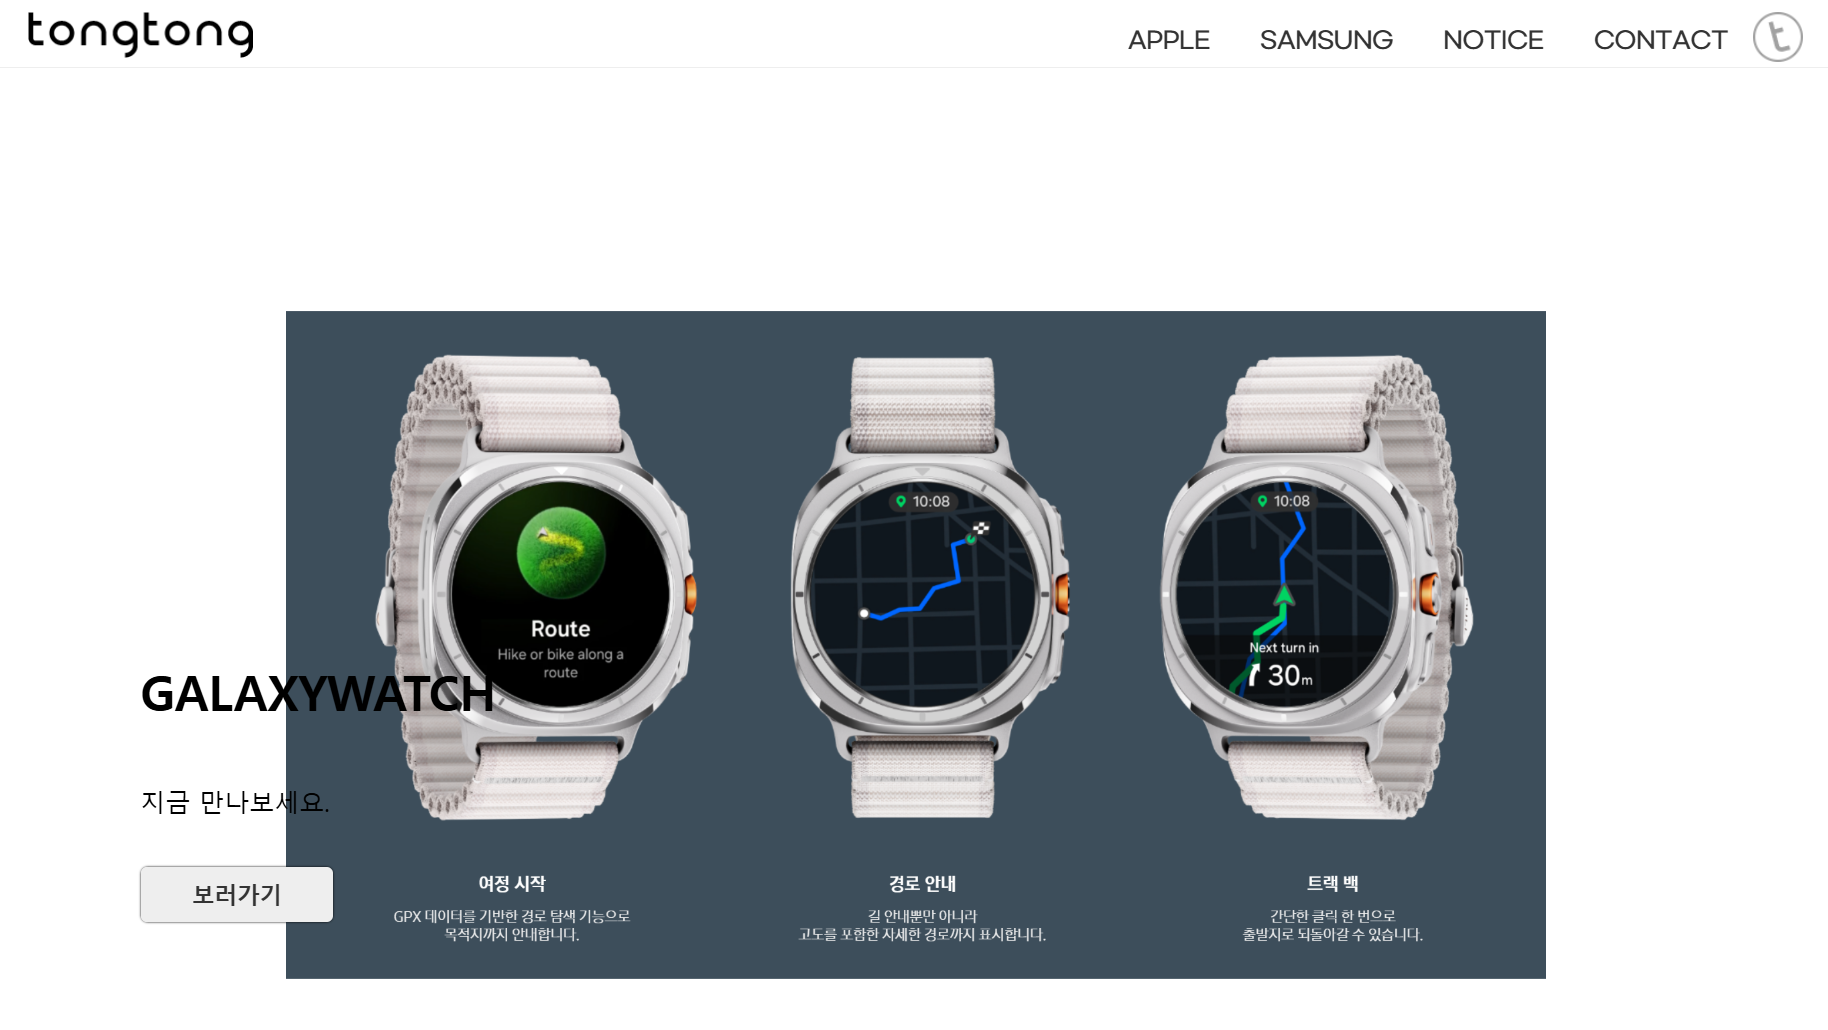 tongtong
APPLE SAMSUNG NOTICE CONTACT t
10:08
10:08
Route
Hike or bike along a
route
Next turn in
30m
GALAXYWATCH
지금 만나보세요.
보러가기
여정 시작
GPX 데이터를 기반한 경로 탐색 기능으로
목적지까지 안내합니다.
경로 안내
길 안내뿐만 아니라
고도를 포함한 자세한 경로까지 표시합니다.
트랙 백
간단한 클릭 한 번으로
출발지로 되돌아갈 수 있습니다.